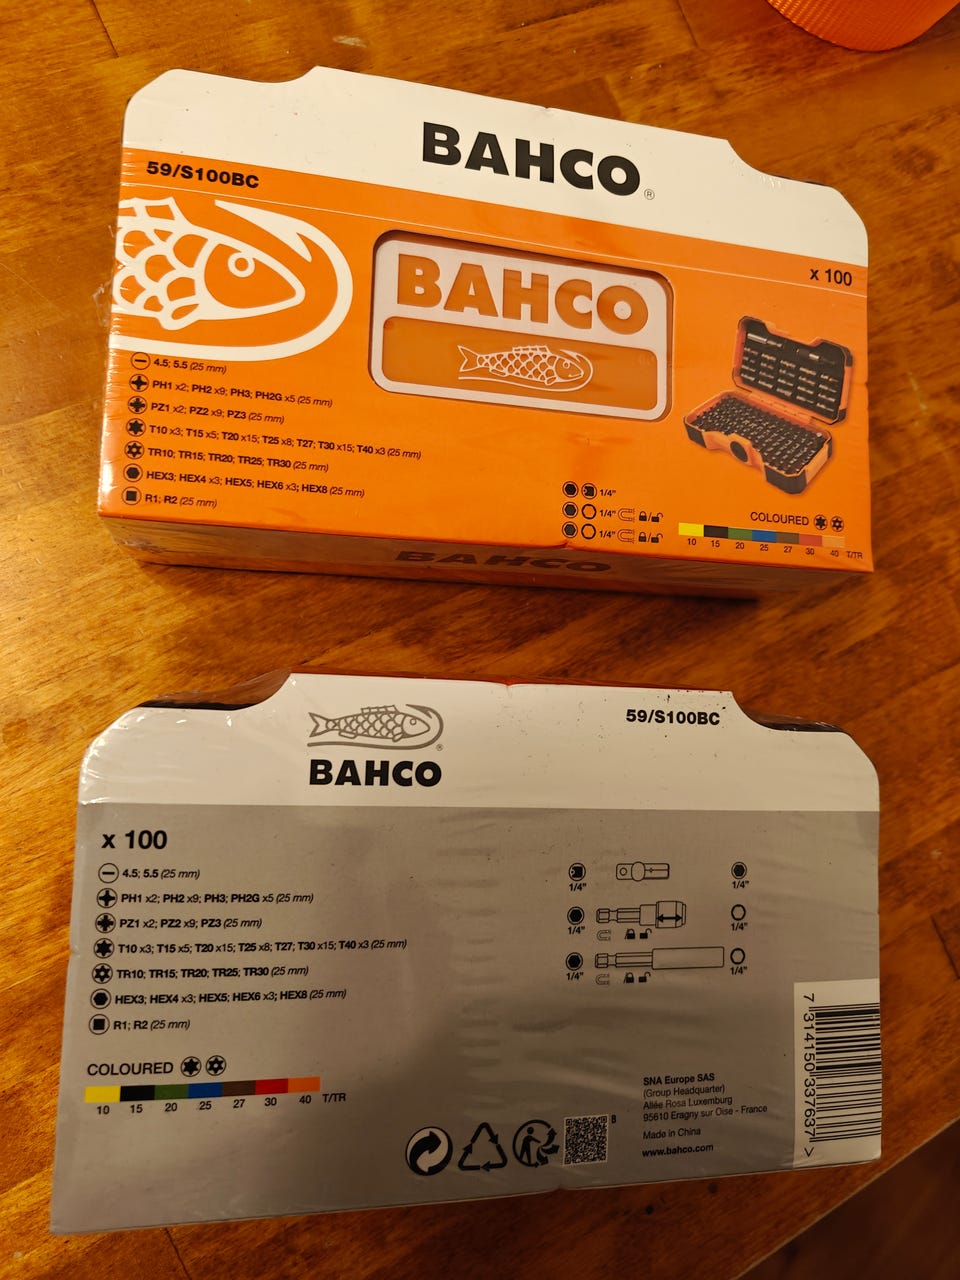 BAHCO®
59/S100BC
x 100
BAHCO
4.5; 5.5 (25 mm)
PH1 x2; PH2 x9; PH3; PH2G x5 (25 mm)
PZ1 x2; PZ2 x9; PZ3 (25 mm)
T10 x3; T15 x5; T20 x15; T25 x8; T27; T30 x15; T40 x3 (25 mm)
TR10; TR15; TR20; TR25; TR30 (25 mm)
HEX3; HEX4 x3; HEX5; HEX6 x3; HEX8 (25 mm)
R1; R2 (25 mm)
1/4"
1/4"
1/4"
COLOURED
10 15 20 25 27 30 40 T/TR
BAHCO
®
BAHCO
59/S100BC
x 100
4.5; 5.5 (25 mm)
PH1 x2; PH2 x9; PH3; PH2G x5 (25 mm)
PZ1 x2; PZ2 x9; PZ3 (25 mm)
T10 x3; T15 x5; T20 x15; T25 x8; T27; T30 x15; T40 x3 (25 mm)
TR10; TR15; TR20; TR25; TR30 (25 mm)
HEX3; HEX4 x3; HEX5; HEX6 x3; HEX8 (25 mm)
R1; R2 (25 mm)
COLOURED
10 15 20 25 27 30 40 T/TR
1/4" 1/4"
1/4" 1/4"
1/4" 1/4"
SNA Europe SAS
(Group Headquarter)
Allée Rosa Luxemburg
95610 Eragny sur Oise - France
Made in China
www.bahco.com
7 314150 337637 >